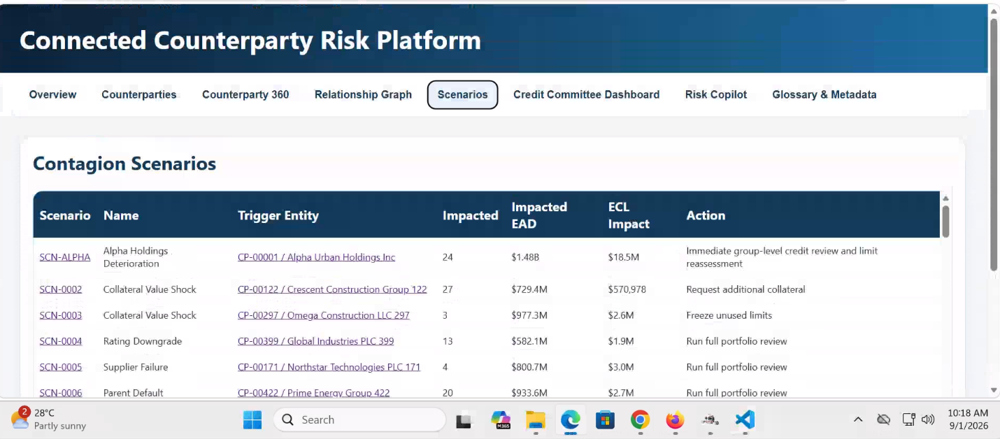 Connected Counterparty Risk Platform
Overview Counterparties Counterparty 360 Relationship Graph Scenarios Credit Committee Dashboard Risk Copilot Glossary & Metadata
Contagion Scenarios
Scenario Name Trigger Entity Impacted Impacted EAD ECL Impact Action
SCN-ALPHA Alpha Holdings Deterioration CP-00001 / Alpha Urban Holdings Inc 24 $1.48B $18.5M Immediate group-level credit review and limit reassessment
SCN-0002 Collateral Value Shock CP-00122 / Crescent Construction Group 122 27 $729.4M $570,978 Request additional collateral
SCN-0003 Collateral Value Shock CP-00297 / Omega Construction LLC 297 3 $977.3M $2.6M Freeze unused limits
SCN-0004 Rating Downgrade CP-00399 / Global Industries PLC 399 13 $582.1M $1.9M Run full portfolio review
SCN-0005 Supplier Failure CP-00171 / Northstar Technologies PLC 171 4 $800.7M $3.0M Run full portfolio review
SCN-0006 Parent Default CP-00422 / Prime Energy Group 422 20 $933.6M $2.7M Run full portfolio review
2 28°C
Partly sunny
Search
M365
10:18 AM
9/1/2026